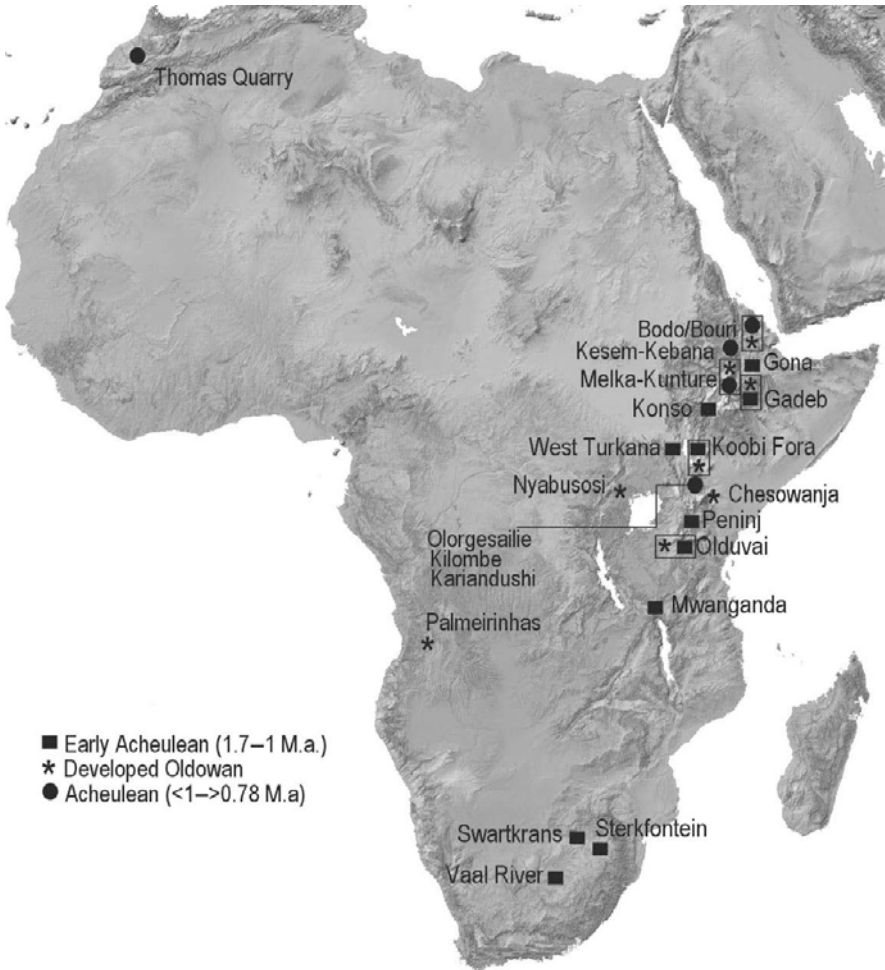 Thomas Quarry
Bodo/Bouri
Kesem-Kebana
Gona
Melka-Kunture
Gadeb
Konso
West Turkana
Koobi Fora
Nyabusosi
Chesowanja
Peninj
Olorgesailie
Kilombe
Kariandushi
Olduvai
Mwanganda
Palmeirinhas
■ Early Acheulean (1.7–1 M.a.)
* Developed Oldowan
● Acheulean (<1–>0.78 M.a)
Swartkrans
Sterkfontein
Vaal River